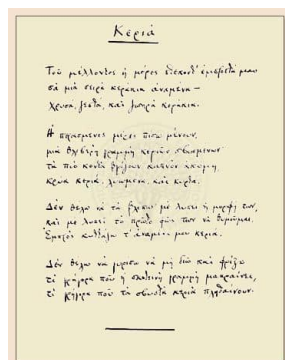 Κεριά
Του μέλλοντος η μέρες στέκοντ' εμπροστά μας
σα μια σειρά κεράκια αναμένα —
χρυσά, ζεστά, και ζωηρά κεράκια.
Η περασμένες μέρες πίσω μένουν,
μια θλιβερή γραμμή κεριών σβυσμένων·
τα πιο κοντά βγάζουν καπνόν ακόμη,
κρύα κεριά, λυωμένα, και κυρτά.
Δεν θέλω να τα βλέπω· με λυπεί η μορφή των,
και με λυπεί το πρώτο φως των να θυμούμαι.
Εμπρός κυττάζω τ' αναμένα μου κεριά.
Δεν θέλω να γυρίσω να μη διω και φρίξω
τι γρήγορα που η σκοτεινή γραμμή μακραίνει,
τι γρήγορα που τα σβυστά κεριά πληθαίνουν.